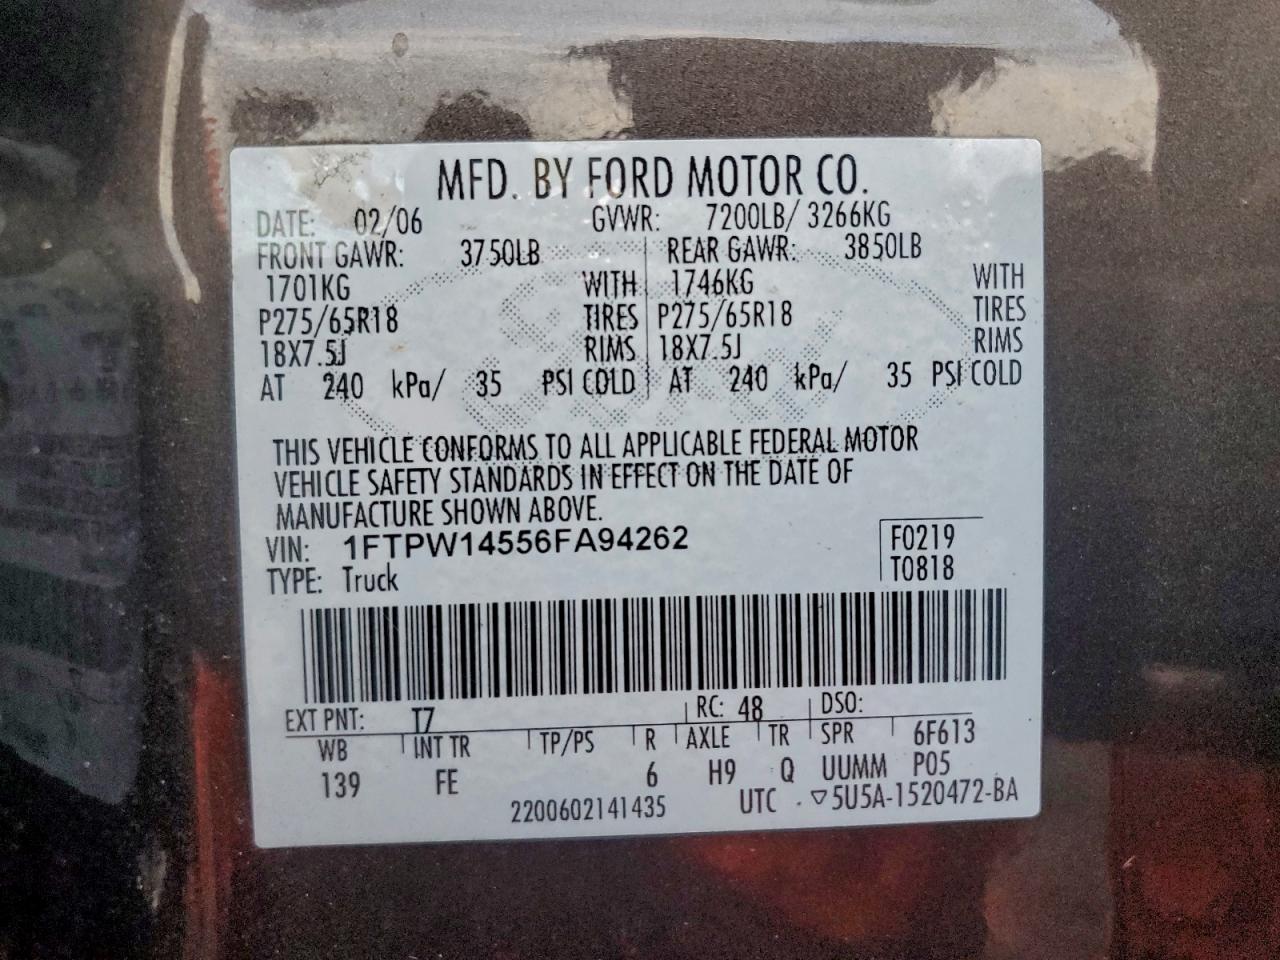 MFD. BY FORD MOTOR CO.
DATE: 02/06 GVWR: 7200LB/ 3266KG
FRONT GAWR: 3750LB REAR GAWR: 3850LB
1701KG WITH 1746KG WITH
P275/65R18 TIRES P275/65R18 TIRES
18X7.5J RIMS 18X7.5J RIMS
AT 240 kPa/ 35 PSI COLD AT 240 kPa/ 35 PSI COLD
THIS VEHICLE CONFORMS TO ALL APPLICABLE FEDERAL MOTOR
VEHICLE SAFETY STANDARDS IN EFFECT ON THE DATE OF
MANUFACTURE SHOWN ABOVE.
VIN: 1FTPW14556FA94262 F0219
TYPE: Truck T0818
EXT PNT: T7 RC: 48 DSO:
WB INT TR TP/PS R AXLE TR SPR 6F613
139 FE 6 H9 Q UUMM P05
2200602141435 UTC . ▽5U5A-1520472-BA